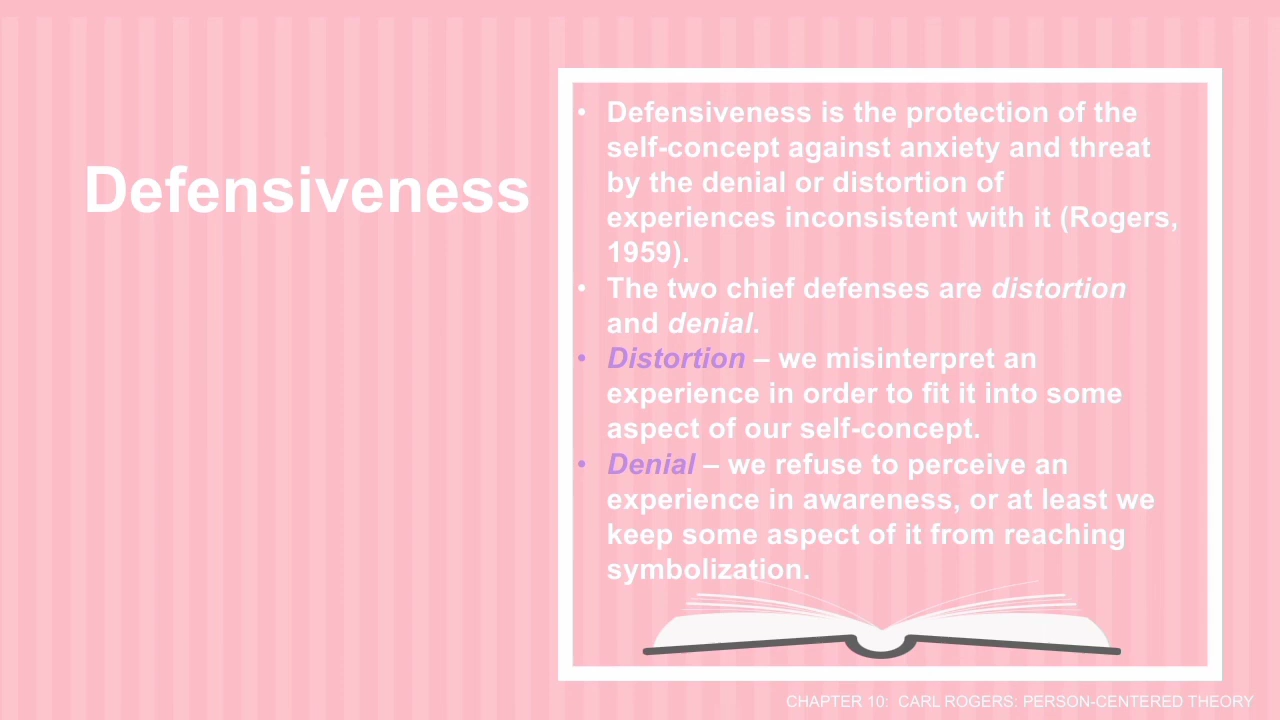 Defensiveness
• Defensiveness is the protection of the
self-concept against anxiety and threat
by the denial or distortion of
experiences inconsistent with it (Rogers,
1959).
• The two chief defenses are distortion
and denial.
• Distortion – we misinterpret an
experience in order to fit it into some
aspect of our self-concept.
• Denial – we refuse to perceive an
experience in awareness, or at least we
keep some aspect of it from reaching
symbolization.
CHAPTER 10: CARL ROGERS: PERSON-CENTERED THEORY